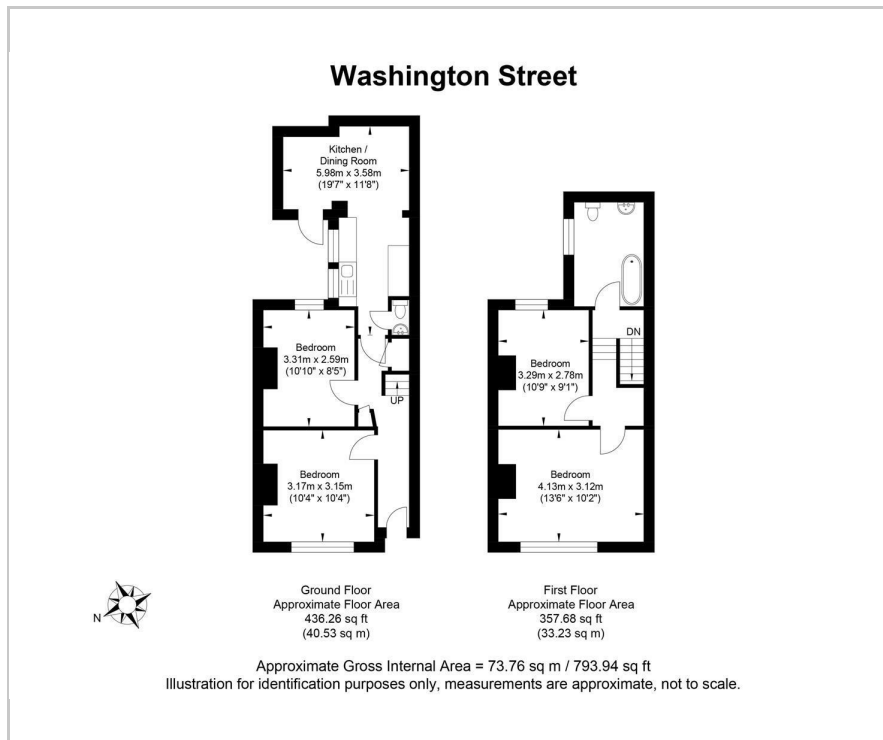 Washington Street
Kitchen /
Dining Room
5.98m x 3.58m
(19'7" x 11'8")
Bedroom
3.31m x 2.59m
(10'10" x 8'5")
UP
Bedroom
3.17m x 3.15m
(10'4" x 10'4")
DN
Bedroom
3.29m x 2.78m
(10'9" x 9'1")
Bedroom
4.13m x 3.12m
(13'6" x 10'2")
N
Ground Floor
Approximate Floor Area
436.26 sq ft
(40.53 sq m)
First Floor
Approximate Floor Area
357.68 sq ft
(33.23 sq m)
Approximate Gross Internal Area = 73.76 sq m / 793.94 sq ft
Illustration for identification purposes only, measurements are approximate, not to scale.